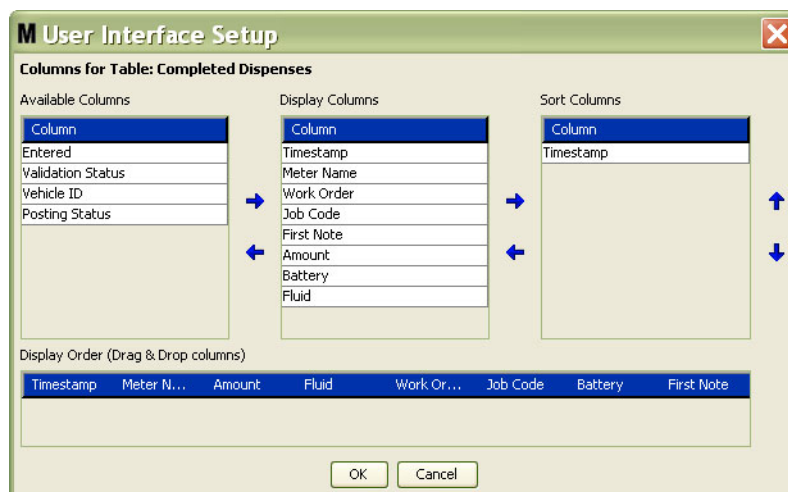 M User Interface Setup
Columns for Table: Completed Dispenses
Available Columns
Column
Entered
Validation Status
Vehicle ID
Posting Status
Display Columns
Column
Timestamp
Meter Name
Work Order
Job Code
First Note
Amount
Battery
Fluid
Sort Columns
Column
Timestamp
Display Order (Drag & Drop columns)
Timestamp Meter N... Amount Fluid Work Or... Job Code Battery First Note
OK Cancel